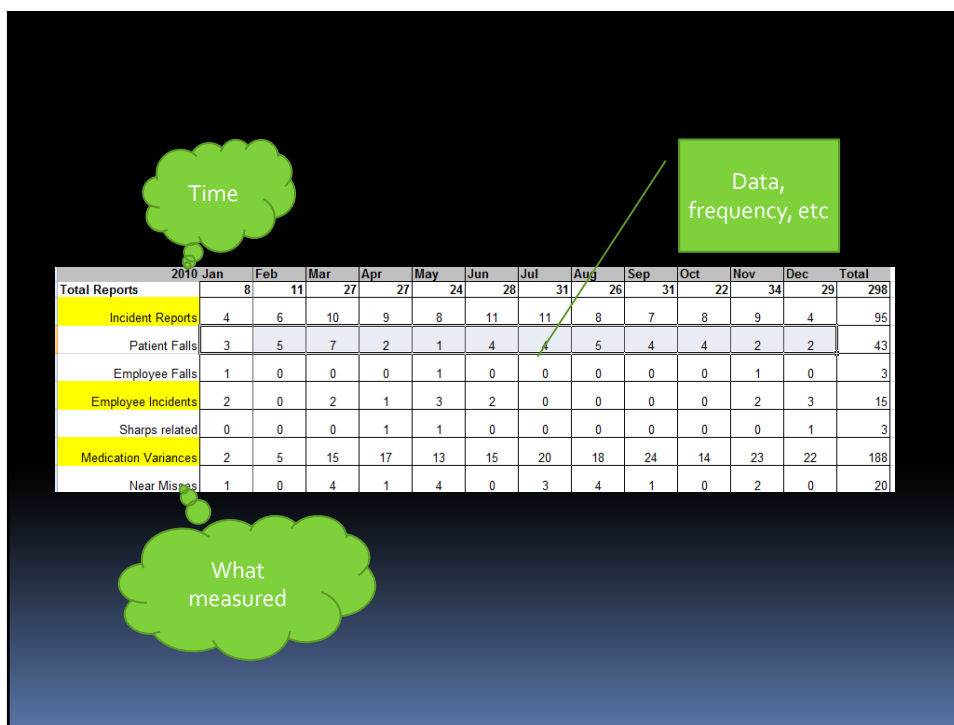 Time
Data,
frequency, etc
2010 Jan Feb Mar Apr May Jun Jul Aug Sep Oct Nov Dec Total
Total Reports 8 11 27 27 24 28 31 26 31 22 34 29 298
Incident Reports 4 6 10 9 8 11 11 8 7 8 9 4 95
Patient Falls 3 5 7 2 1 4 4 5 4 4 2 2 43
Employee Falls 1 0 0 0 1 0 0 0 0 0 1 0 3
Employee Incidents 2 0 2 1 3 2 0 0 0 0 2 3 15
Sharps related 0 0 0 1 1 0 0 0 0 0 0 1 3
Medication Variances 2 5 15 17 13 15 20 18 24 14 23 22 188
Near Misses 1 0 4 1 4 0 3 4 1 0 2 0 20
What
measured